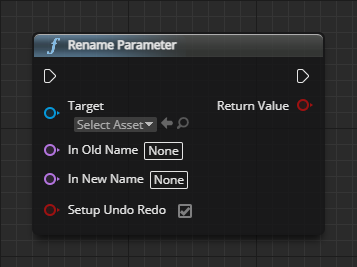 Rename Parameter
Target
Return Value
Select Asset
In Old Name None
In New Name None
Setup Undo Redo